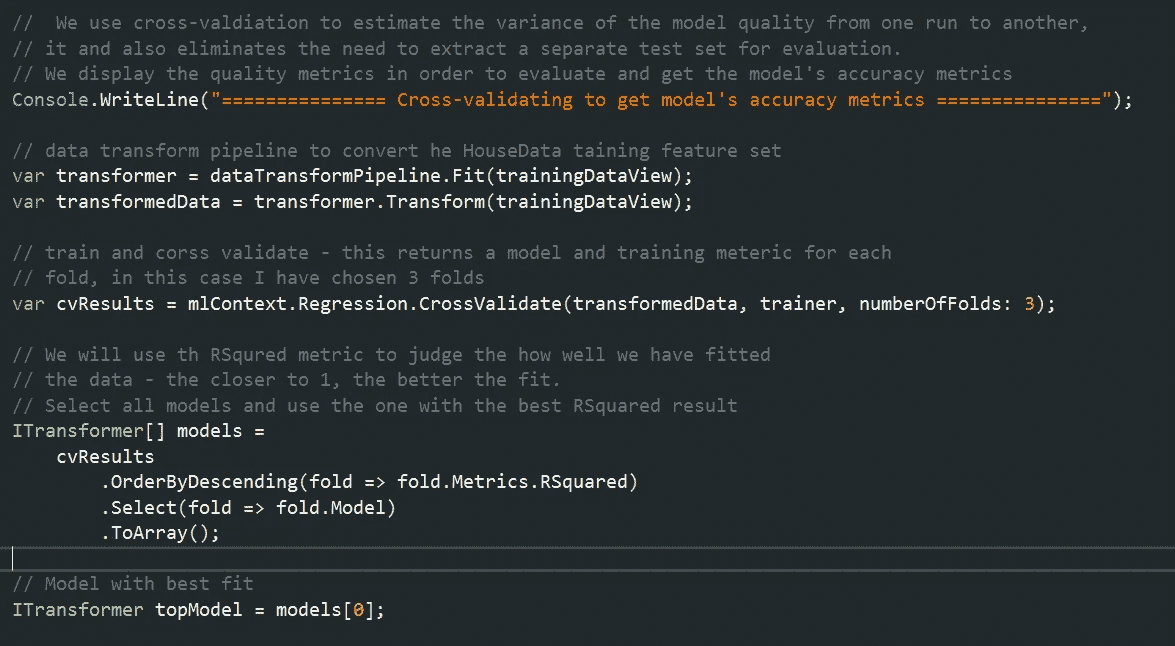 //  We use cross-valdiation to estimate the variance of the model quality from one run to another,
// it and also eliminates the need to extract a separate test set for evaluation.
// We display the quality metrics in order to evaluate and get the model's accuracy metrics
Console.WriteLine("=============== Cross-validating to get model's accuracy metrics ===============");
// data transform pipeline to convert he HouseData taining feature set
var transformer = dataTransformPipeline.Fit(trainingDataView);
var transformedData = transformer.Transform(trainingDataView);
// train and corss validate - this returns a model and training meteric for each
// fold, in this case I have chosen 3 folds
var cvResults = mlContext.Regression.CrossValidate(transformedData, trainer, numberOfFolds: 3);
// We will use th RSqured metric to judge the how well we have fitted
// the data - the closer to 1, the better the fit.
// Select all models and use the one with the best RSquared result
ITransformer[] models =
    cvResults
        .OrderByDescending(fold => fold.Metrics.RSquared)
        .Select(fold => fold.Model)
        .ToArray();
// Model with best fit
ITransformer topModel = models[0];